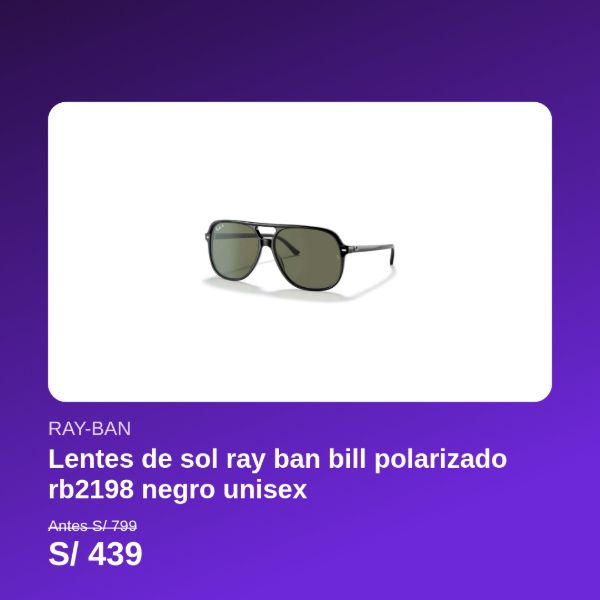 RAY-BAN
Lentes de sol ray ban bill polarizado
rb2198 negro unisex
Antes S/ 799
S/ 439